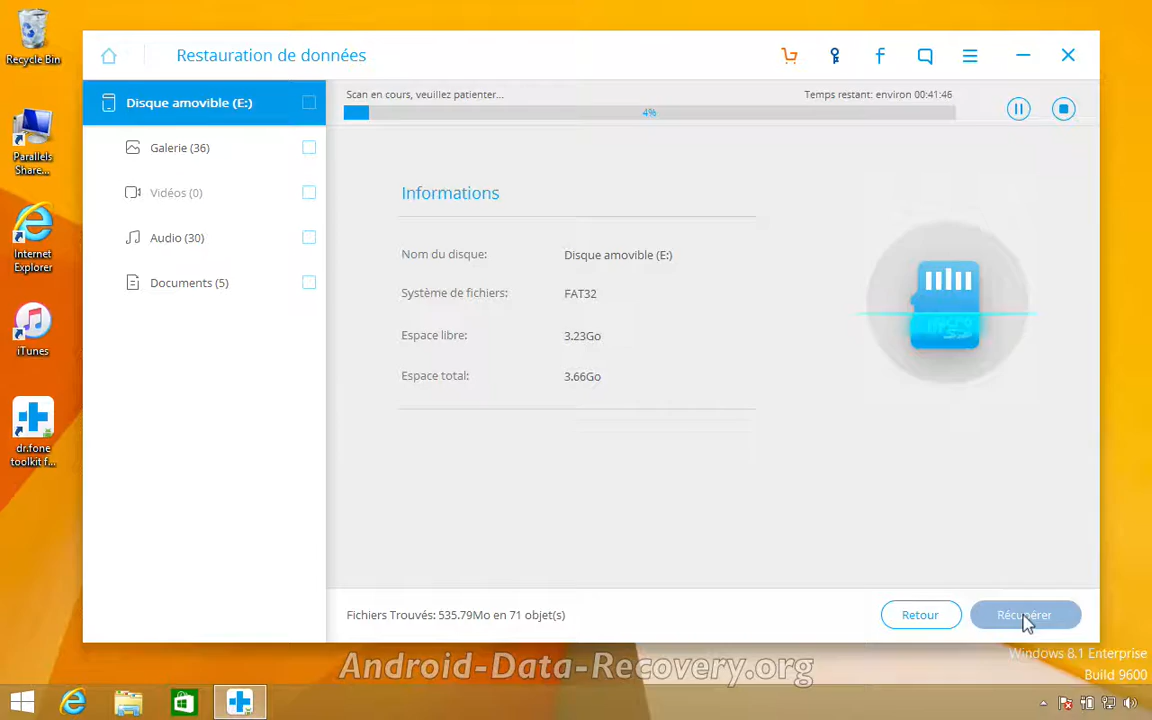 Recycle Bin
Parallels
Share...
Internet
Explorer
iTunes
dr.fone
toolkit f...
Restauration de données
Disque amovible (E:)
Galerie (36)
Vidéos (0)
Audio (30)
Documents (5)
Scan en cours, veuillez patienter...
Temps restant: environ 00:41:46
4%
Informations
Nom du disque: Disque amovible (E:)
Système de fichiers: FAT32
Espace libre: 3.23Go
Espace total: 3.66Go
micro
Fichiers Trouvés: 535.79Mo en 71 objet(s)
Retour
Récupérer
Android-Data-Recovery.org
Windows 8.1 Enterprise
Build 9600